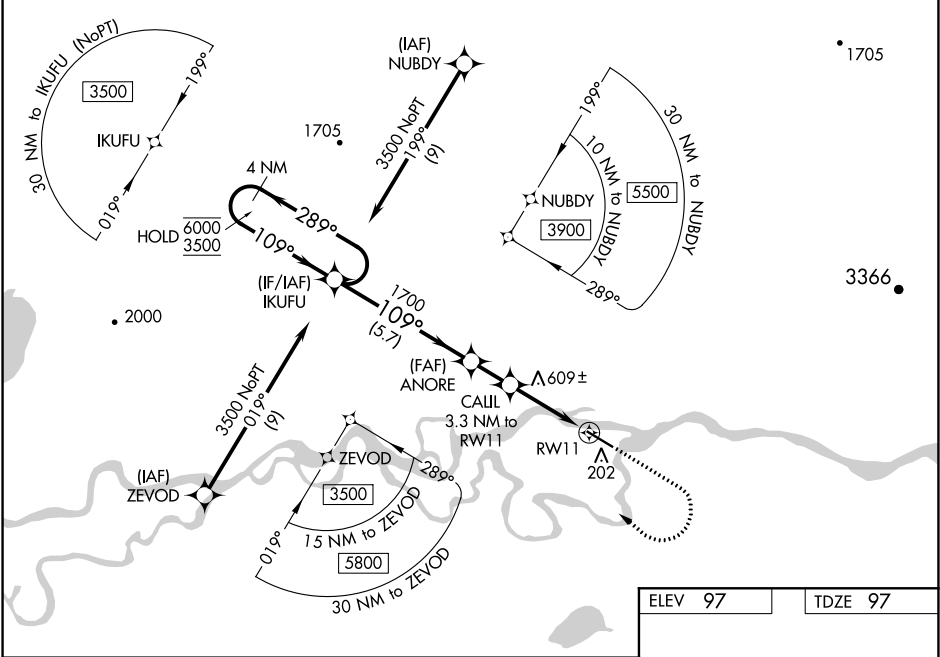 30 NM to IKUFU (NoPT)
3500
199°
IKUFU
019°
(IAF)
NUBDY
1705
1705
3500 NoPT
199°
(9)
199°
30 NM to NUBDY
10 NM to NUBDY
5500
NUBDY
3900
289°
4 NM
289°
HOLD 6000
3500
109°
(IF/IAF)
IKUFU
3366
2000
1700
109°
(5.7)
(FAF)
ANORE
609±
CALIL
3.3 NM to
RW11
RW11
202
3500 NoPT
019°
(9)
(IAF)
ZEVOD
ZEVOD
289°
3500
019°
15 NM to ZEVOD
5800
30 NM to ZEVOD
ELEV 97
TDZE 97